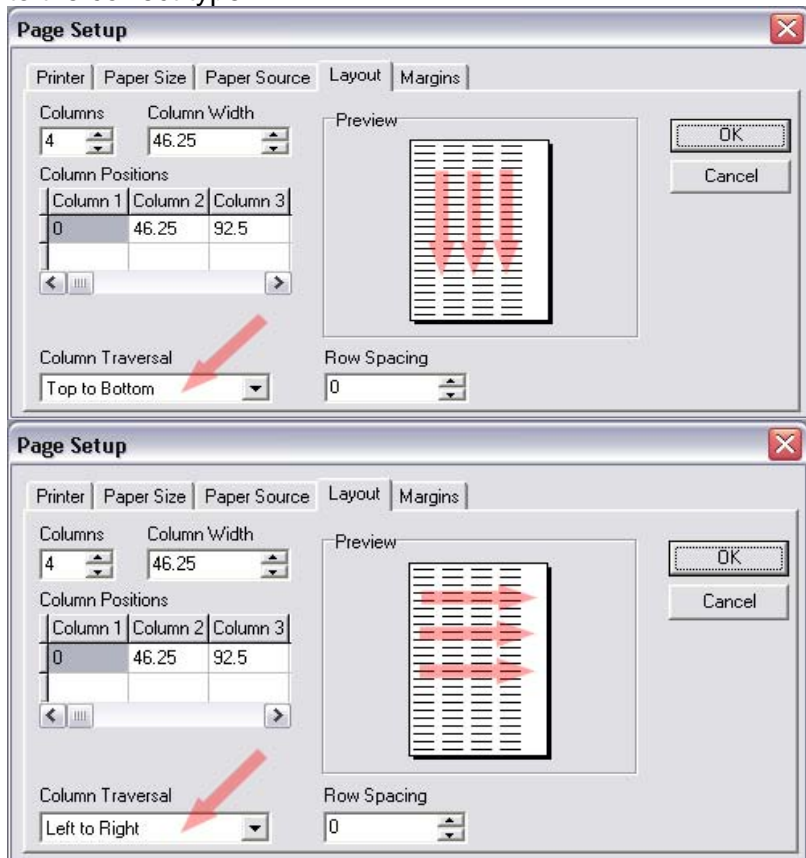 Page Setup
Printer Paper Size Paper Source Layout Margins
Columns Column Width Preview
4 46.25 OK
Column Positions Cancel
Column 1 Column 2 Column 3
0 46.25 92.5
Column Traversal Row Spacing
Top to Bottom 0
Page Setup
Printer Paper Size Paper Source Layout Margins
Columns Column Width Preview
4 46.25 OK
Column Positions Cancel
Column 1 Column 2 Column 3
0 46.25 92.5
Column Traversal Row Spacing
Left to Right 0